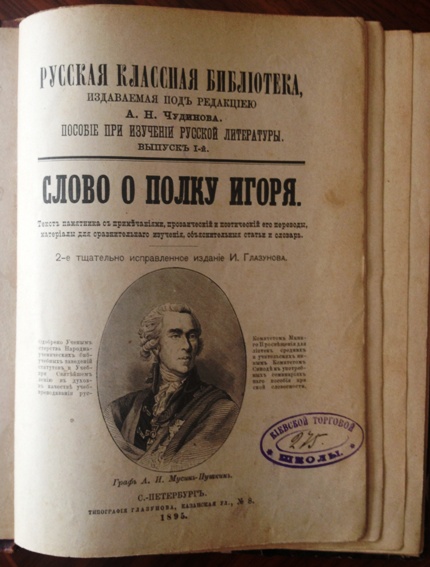 РУССКАЯ КЛАССНАЯ БИБЛІОТЕКА,
ИЗДАВАЕМАЯ ПОДЪ РЕДАКЦІЕЮ
А. Н. ЧУДИНОВА.
ПОСОБІЕ ПРИ ИЗУЧЕНІИ РУССКОЙ ЛИТЕРАТУРЫ.
ВЫПУСКЪ I-й.
СЛОВО О ПОЛКУ ИГОРЯ.
Текстъ памятника съ примѣчаніями, прозаическій и поэтическій его переводы,
матеріалы для сравнительнаго изученія, объяснительныя статьи и словарь.
2-е тщательно исправленное изданіе И. Глазунова.
Графъ А. И. Мусинъ-Пушкинъ.
КІЕВСКОЙ ТОРГОВОЙ
275.
ШКОЛЫ.
С.-ПЕТЕРБУРГЪ.
ТИПОГРАФІЯ ГЛАЗУНОВА, КАЗАНСКАЯ УЛ., № 8.
1895.